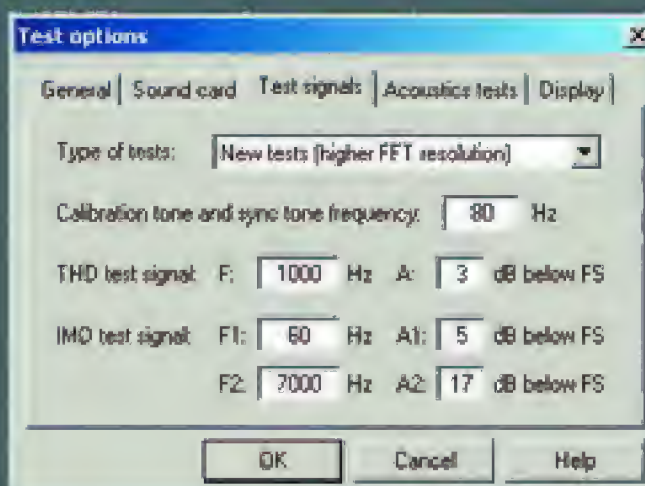 Test options
General Sound card Test signals Acoustics tests Display
Type of tests: New tests (higher FFT resolution)
Calibration tone and sync tone frequency: 80 Hz
THD test signal: F: 1000 Hz A: 3 dB below FS
IMD test signal: F1: 60 Hz A1: 5 dB below FS
F2: 7000 Hz A2: 17 dB below FS
OK Cancel Help